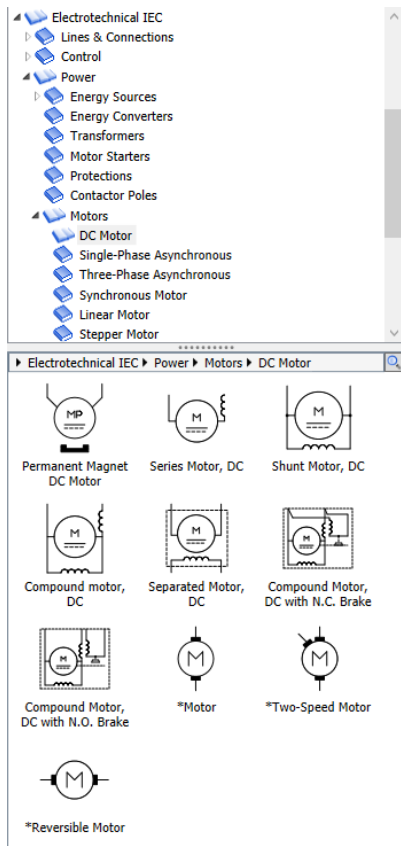 Electrotechnical IEC
Lines & Connections
Control
Power
Energy Sources
Energy Converters
Transformers
Motor Starters
Protections
Contactor Poles
Motors
DC Motor
Single-Phase Asynchronous
Three-Phase Asynchronous
Synchronous Motor
Linear Motor
Stepper Motor
Electrotechnical IEC Power Motors DC Motor
MP M M
Permanent Magnet Series Motor, DC Shunt Motor, DC
DC Motor
M M M
Compound motor, Separated Motor, Compound Motor,
DC DC DC with N.C. Brake
M M M
Compound Motor, *Motor *Two-Speed Motor
DC with N.O. Brake
M
*Reversible Motor